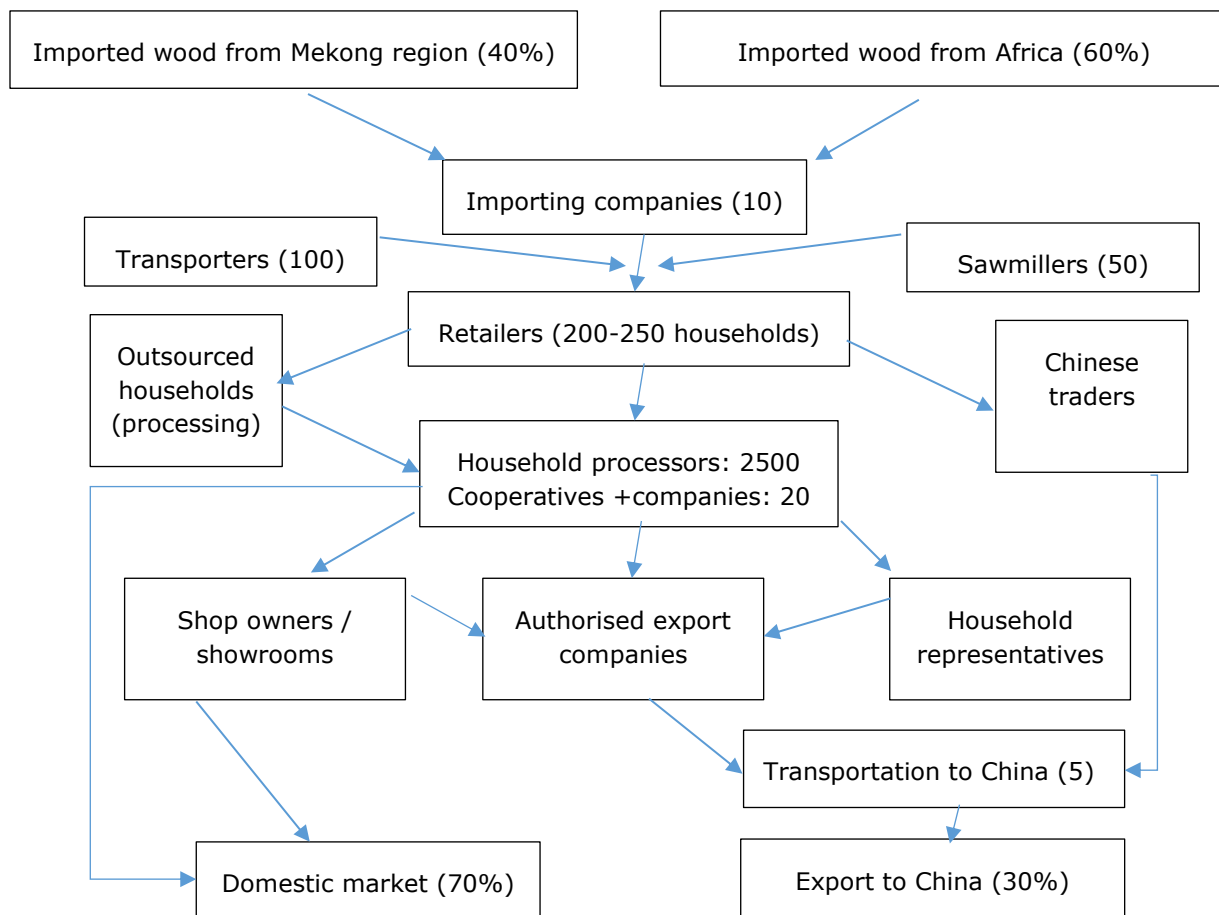 Imported wood from Mekong region (40%)
Imported wood from Africa (60%)
Importing companies (10)
Transporters (100)
Sawmillers (50)
Retailers (200-250 households)
Outsourced
households
(processing)
Chinese
traders
Household processors: 2500
Cooperatives +companies: 20
Shop owners /
showrooms
Authorised export
companies
Household
representatives
Transportation to China (5)
Domestic market (70%)
Export to China (30%)